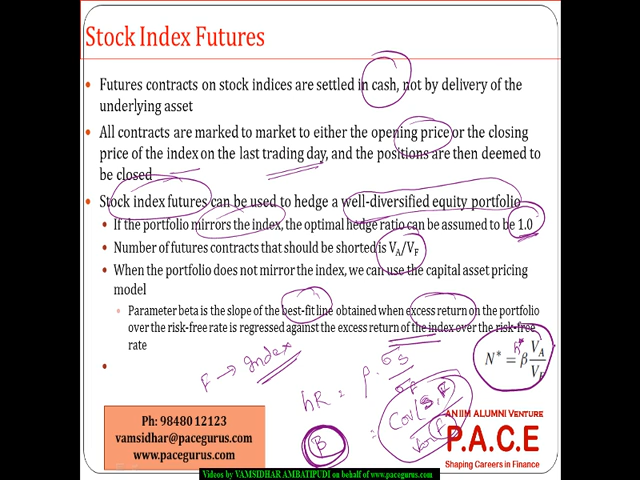 Stock Index Futures
• Futures contracts on stock indices are settled in cash, not by delivery of the
underlying asset
• All contracts are marked to market to either the opening price or the closing
price of the index on the last trading day, and the positions are then deemed to
be closed
• Stock index futures can be used to hedge a well-diversified equity portfolio
• If the portfolio mirrors the index, the optimal hedge ratio can be assumed to be 1.0
• Number of futures contracts that should be shorted is VA/VF
• When the portfolio does not mirror the index, we can use the capital asset pricing
model
• Parameter beta is the slope of the best-fit line obtained when excess return on the portfolio
over the risk-free rate is regressed against the excess return of the index over the risk-free
rate
•
F → Index
hR = ρ · σs / σF
= Cov(S, F) / Var(F)
β
h*
N* = β VA / VF
Ph: 98480 12123
vamsidhar@pacegurus.com
www.pacegurus.com
AN IIM ALUMNI VENTURE
P.A.C.E
Shaping Careers in Finance
Videos by VAMSIDHAR AMBATIPUDI on behalf of www.pacegurus.com